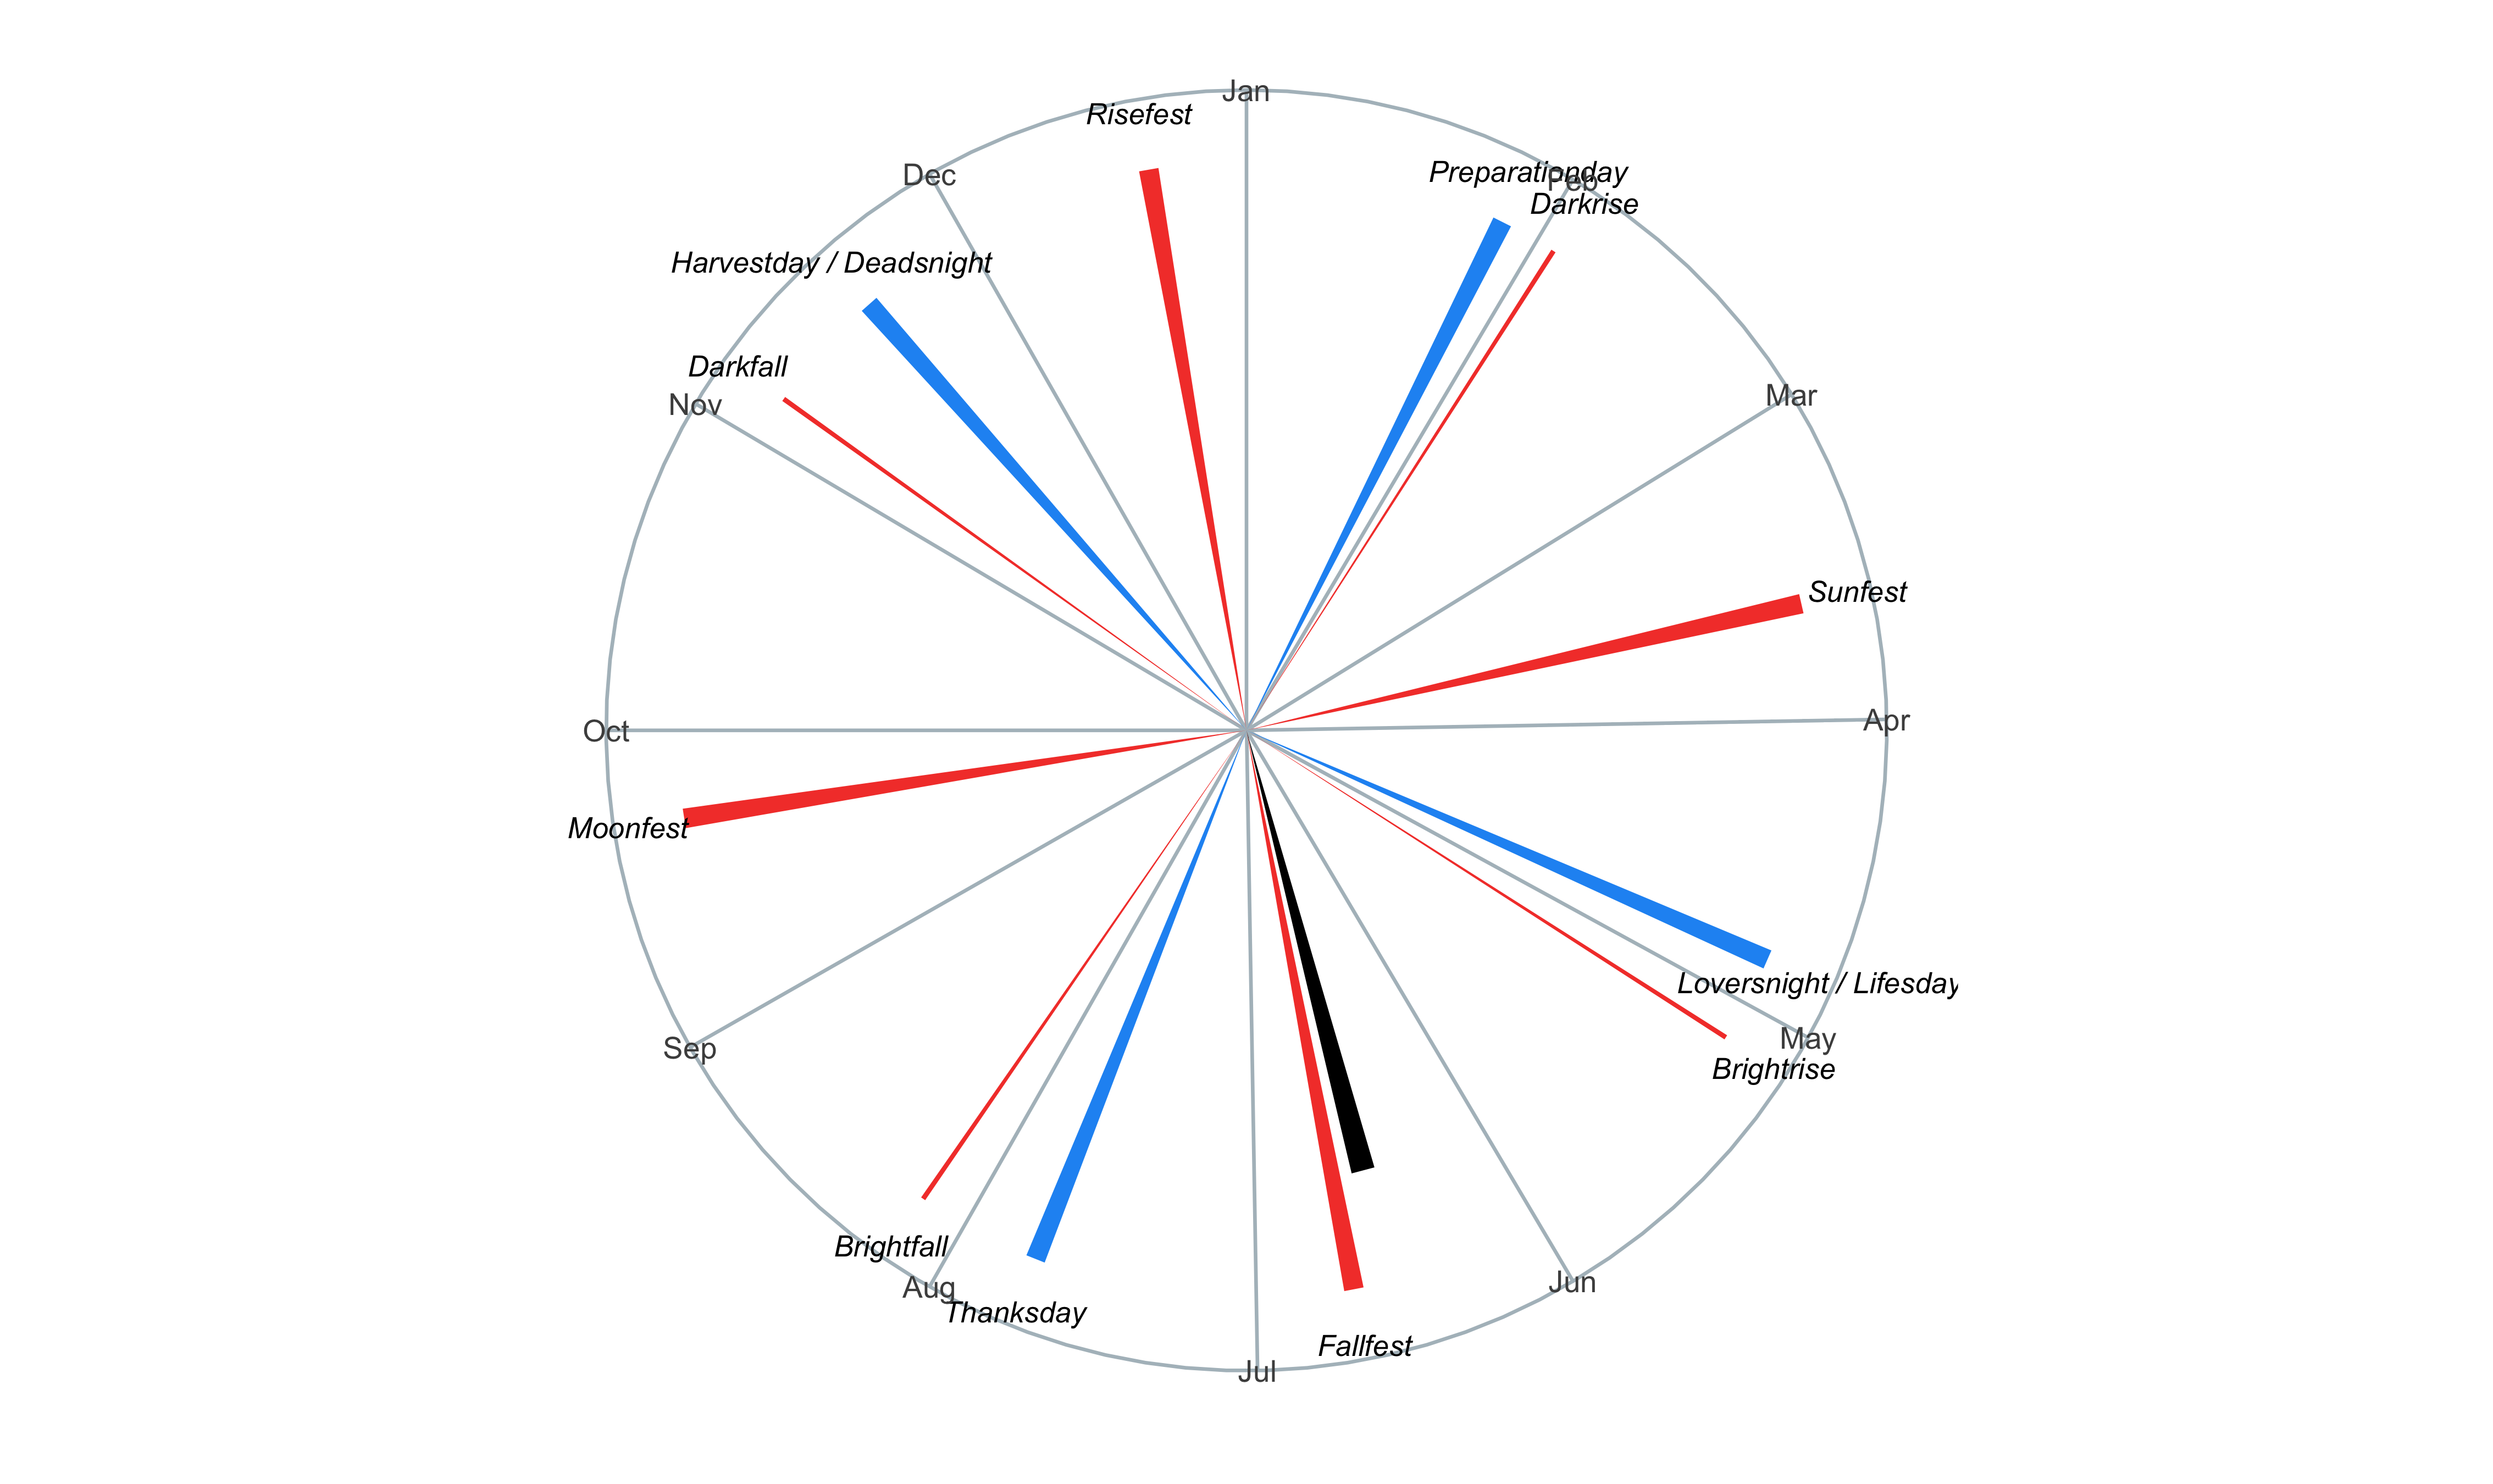 Jan
Risefest
Preparationday
Feb
Dec
Darkrise
Harvestday / Deadsnight
Darkfall
Mar
Nov
Sunfest
Apr
Oct
Moonfest
Loversnight / Lifesday
May
Sep
Brightrise
Brightfall
Jun
Aug
Thanksday
Fallfest
Jul